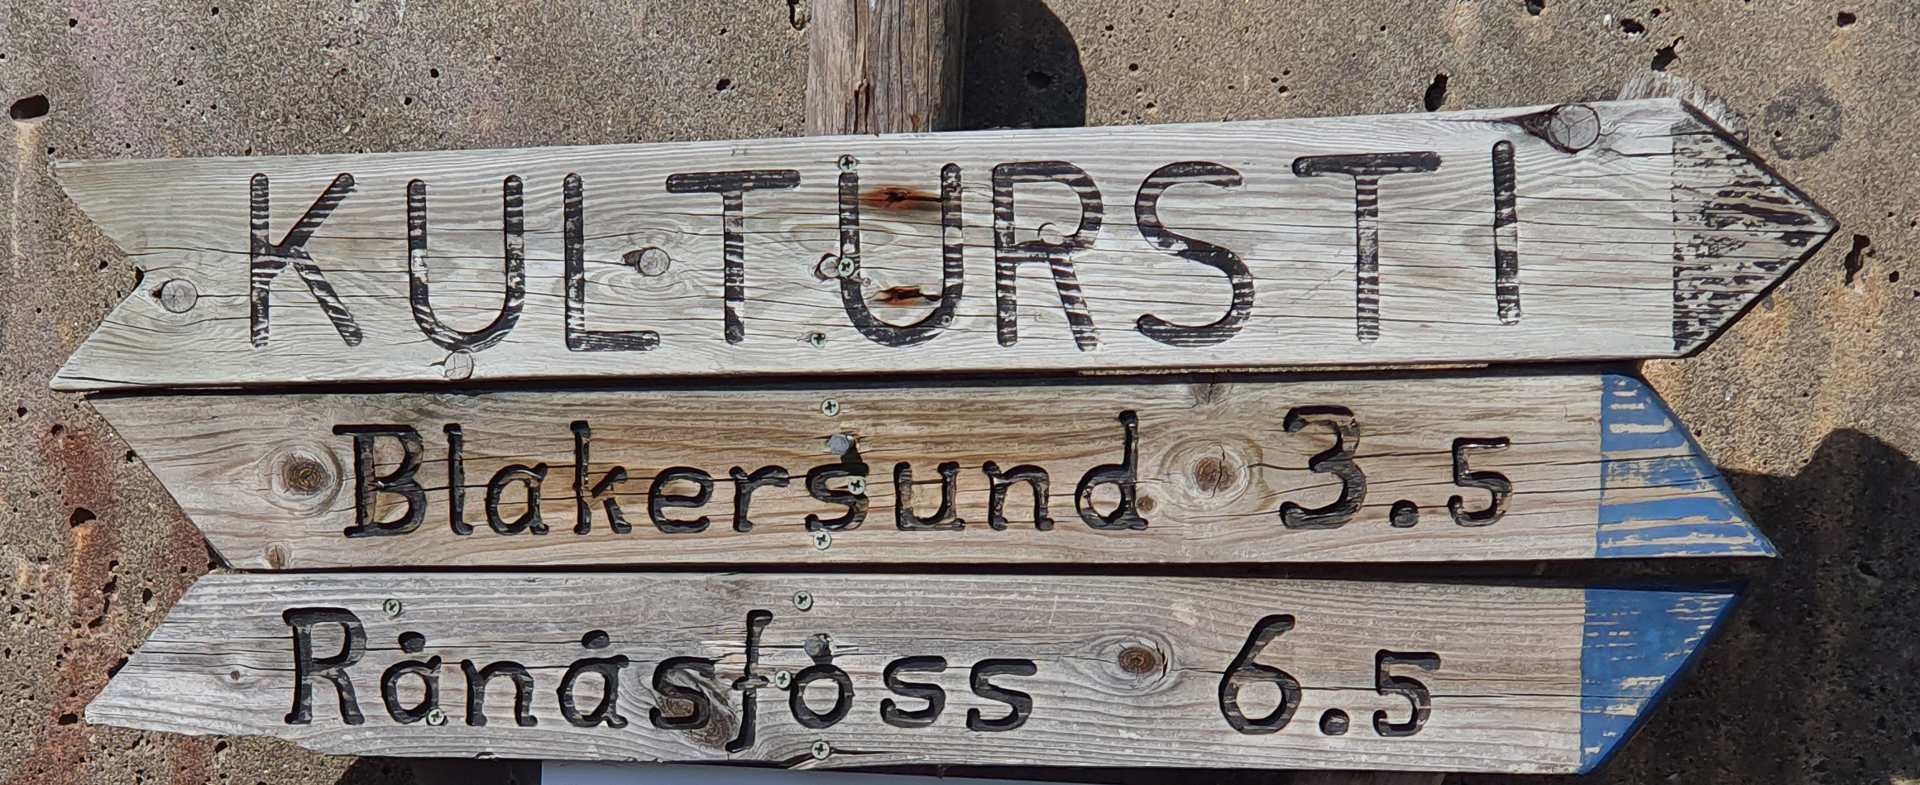 KULTURSTI
Blakersund 3.5
Rånåsfoss 6.5